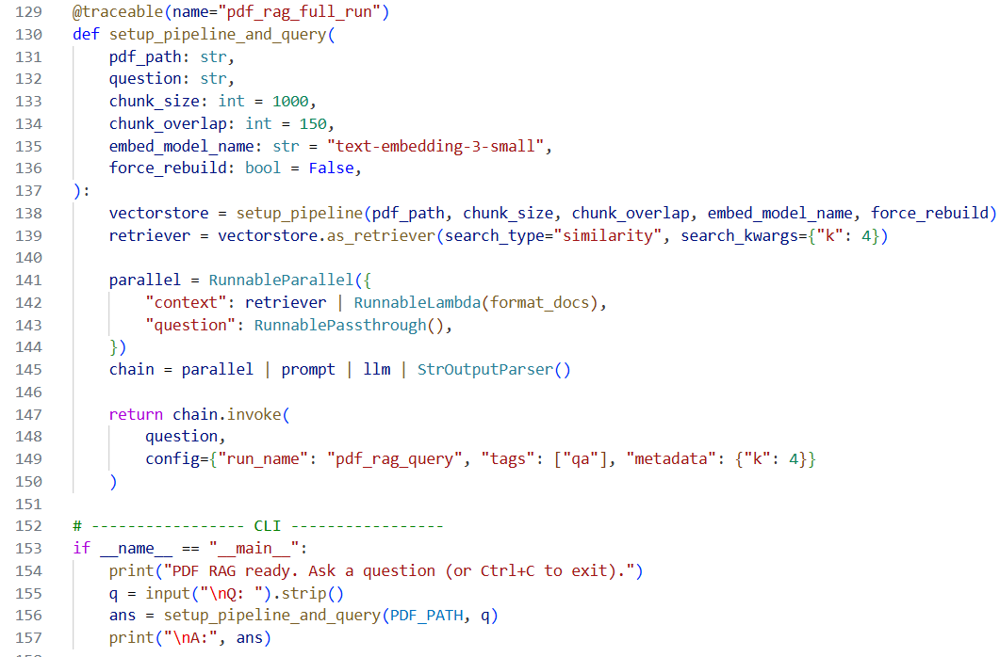 129 @traceable(name="pdf_rag_full_run")
130 def setup_pipeline_and_query(
131     pdf_path: str,
132     question: str,
133     chunk_size: int = 1000,
134     chunk_overlap: int = 150,
135     embed_model_name: str = "text-embedding-3-small",
136     force_rebuild: bool = False,
137 ):
138     vectorstore = setup_pipeline(pdf_path, chunk_size, chunk_overlap, embed_model_name, force_rebuild)
139     retriever = vectorstore.as_retriever(search_type="similarity", search_kwargs={"k": 4})
140
141     parallel = RunnableParallel({
142         "context": retriever | RunnableLambda(format_docs),
143         "question": RunnablePassthrough(),
144     })
145     chain = parallel | prompt | llm | StrOutputParser()
146
147     return chain.invoke(
148         question,
149         config={"run_name": "pdf_rag_query", "tags": ["qa"], "metadata": {"k": 4}}
150     )
151
152 # ----------------- CLI -----------------
153 if __name__ == "__main__":
154     print("PDF RAG ready. Ask a question (or Ctrl+C to exit).")
155     q = input("\nQ: ").strip()
156     ans = setup_pipeline_and_query(PDF_PATH, q)
157     print("\nA:", ans)